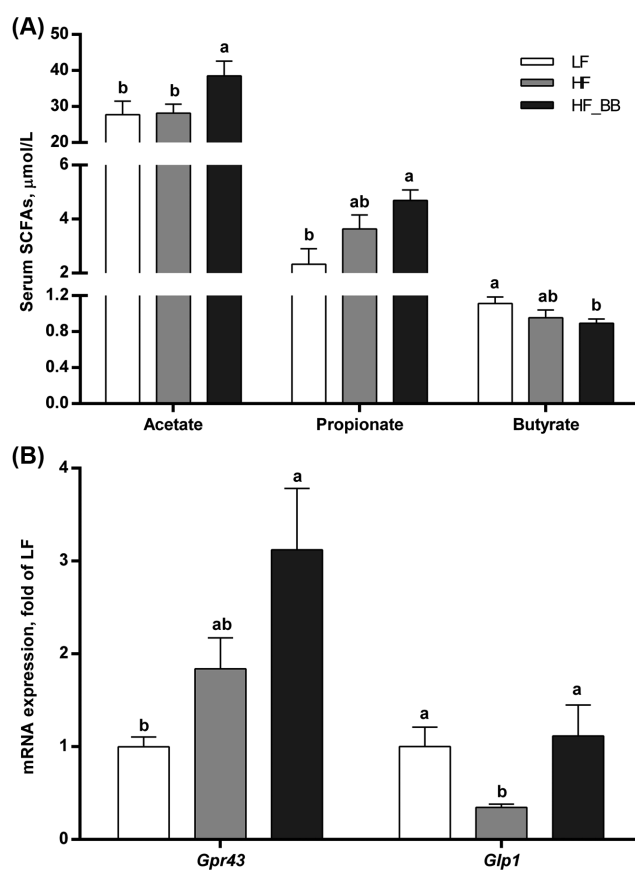 (A)
a
b b
LF
HF
HF_BB
50
40
30
20
6
4
2
1.2
0.8
0.4
0.0
Serum SCFAs, µmol/L
a
ab
b
a
ab
b
Acetate Propionate Butyrate
(B)
4
3
2
1
0
mRNA expression, fold of LF
a
ab
b
a
a
b
Gpr43 Glp1